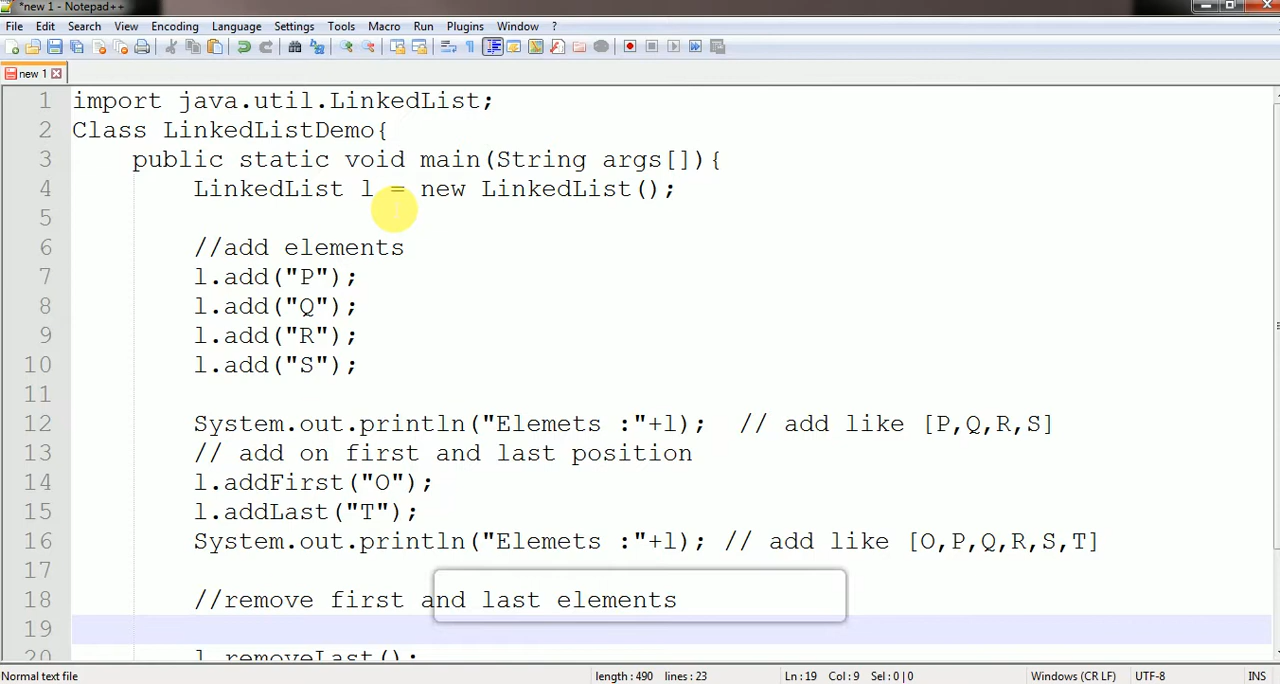 *new 1 - Notepad++
File Edit Search View Encoding Language Settings Tools Macro Run Plugins Window ?
new 1
1 import java.util.LinkedList;
2 Class LinkedListDemo{
3 public static void main(String args[]){
4 LinkedList l = new LinkedList();
5
6 //add elements
7 l.add("P");
8 l.add("Q");
9 l.add("R");
10 l.add("S");
11
12 System.out.println("Elemets :"+l); // add like [P,Q,R,S]
13 // add on first and last position
14 l.addFirst("O");
15 l.addLast("T");
16 System.out.println("Elemets :"+l); // add like [O,P,Q,R,S,T]
17
18 //remove first and last elements
19
20 l.removeLast();
Normal text file length : 490 lines : 23 Ln : 19 Col : 9 Sel : 0 | 0 Windows (CR LF) UTF-8 INS